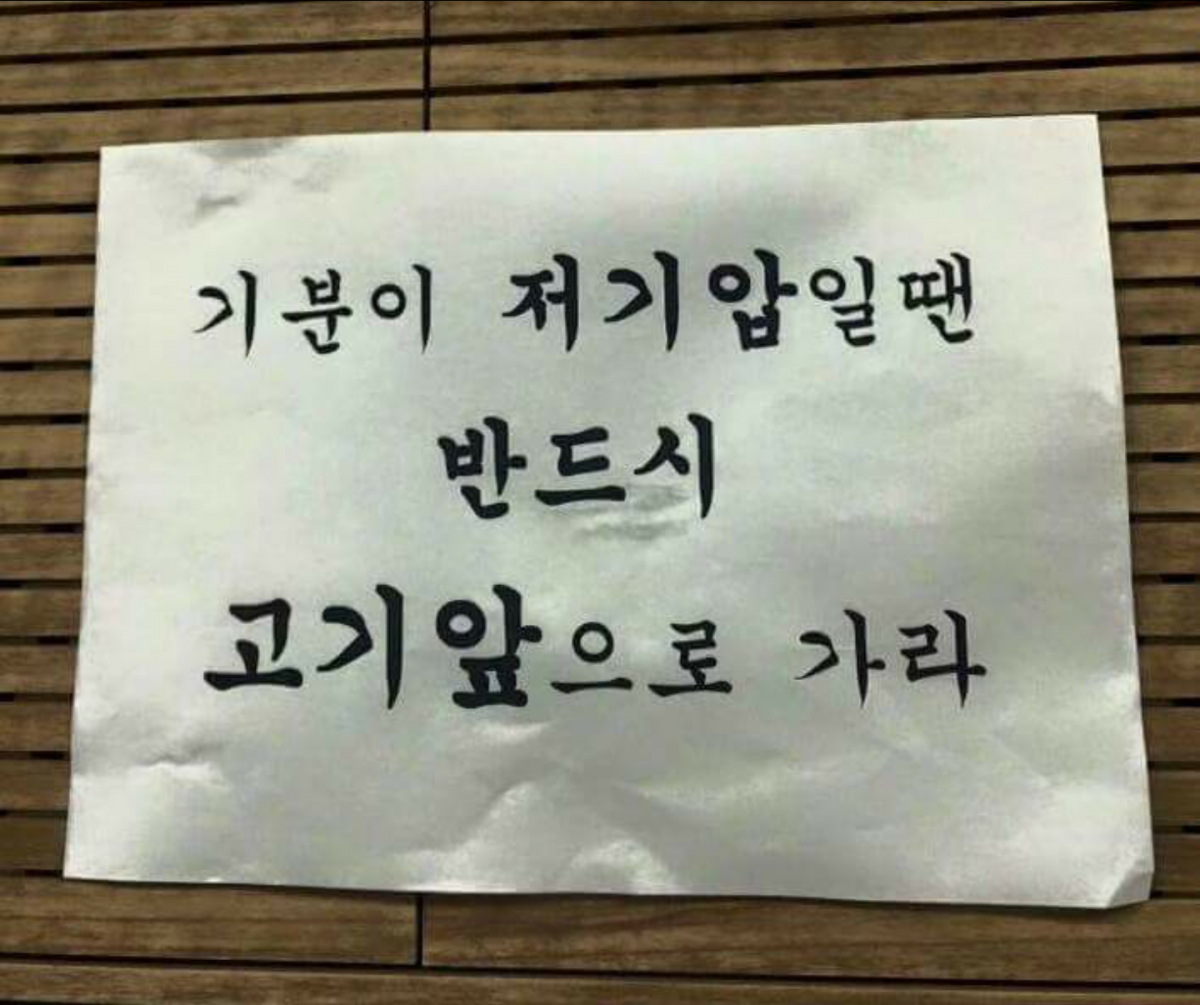 기분이 저기압일땐
반드시
고기앞으로 가라